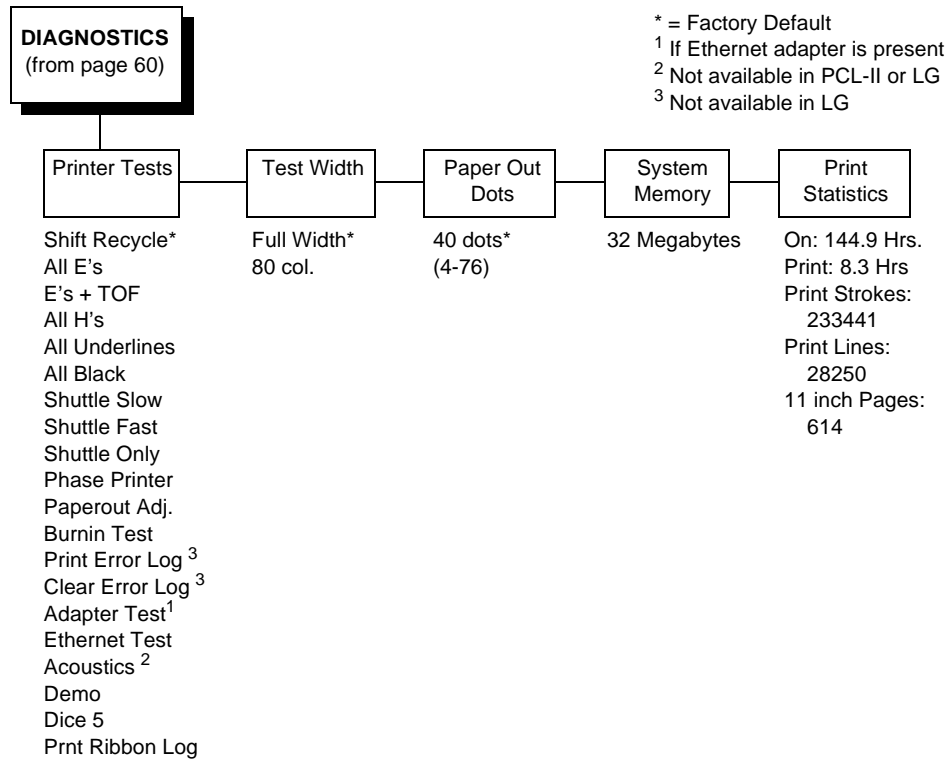 DIAGNOSTICS
(from page 60)
* = Factory Default
1 If Ethernet adapter is present
2 Not available in PCL-II or LG
3 Not available in LG
Printer Tests
Shift Recycle*
All E's
E's + TOF
All H's
All Underlines
All Black
Shuttle Slow
Shuttle Fast
Shuttle Only
Phase Printer
Paperout Adj.
Burnin Test
Print Error Log 3
Clear Error Log 3
Adapter Test1
Ethernet Test
Acoustics 2
Demo
Dice 5
Prnt Ribbon Log
Test Width
Full Width*
80 col.
Paper Out
Dots
40 dots*
(4-76)
System
Memory
32 Megabytes
Print
Statistics
On: 144.9 Hrs.
Print: 8.3 Hrs
Print Strokes:
233441
Print Lines:
28250
11 inch Pages:
614